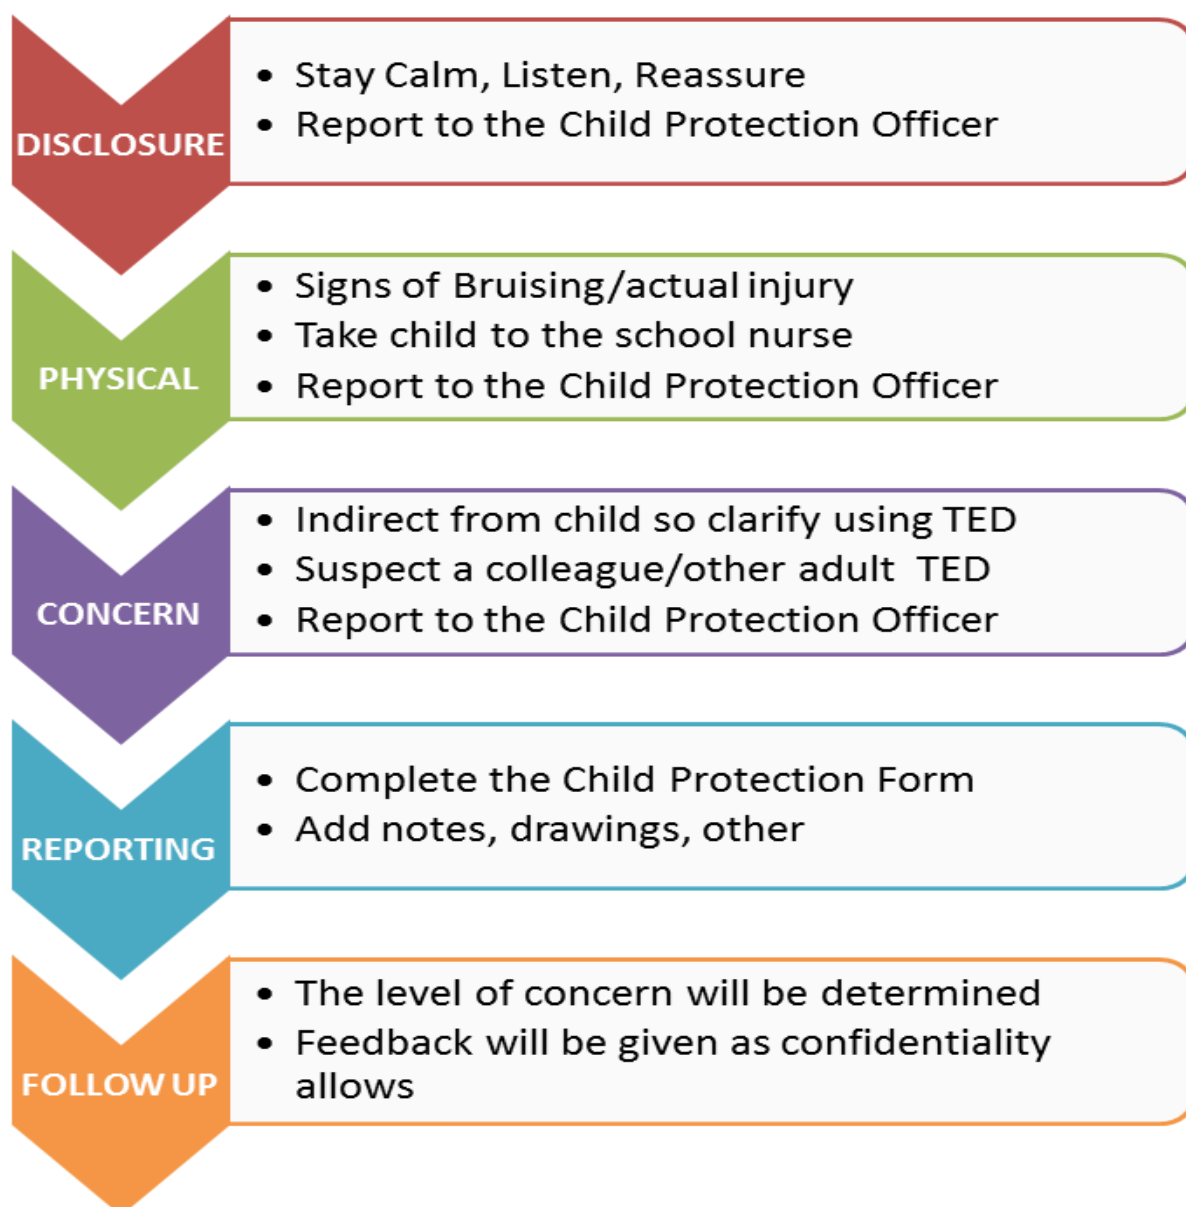 DISCLOSURE
• Stay Calm, Listen, Reassure
• Report to the Child Protection Officer
PHYSICAL
• Signs of Bruising/actual injury
• Take child to the school nurse
• Report to the Child Protection Officer
CONCERN
• Indirect from child so clarify using TED
• Suspect a colleague/other adult  TED
• Report to the Child Protection Officer
REPORTING
• Complete the Child Protection Form
• Add notes, drawings, other
FOLLOW UP
• The level of concern will be determined
• Feedback will be given as confidentiality
allows